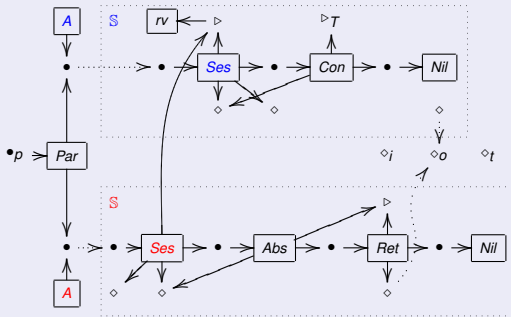 A 𝕊 rv ▹ ▹T
• • Ses • Con • Nil
⋄ ⋄ ⋄
•p Par ⋄i ⋄o ⋄t
𝕊 ▹
• • Ses • Abs • Ret • Nil
A ⋄ ⋄ ⋄